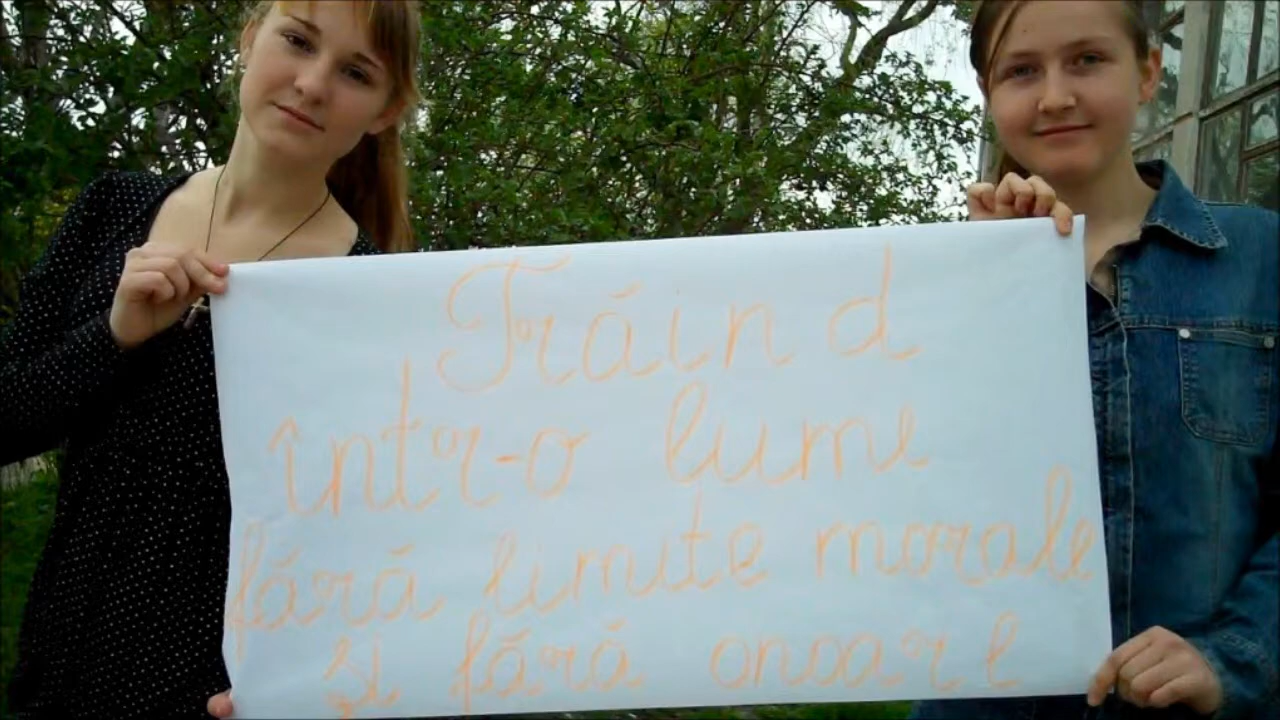 Trăind
într-o lume
fără limite morale
și fără onoare